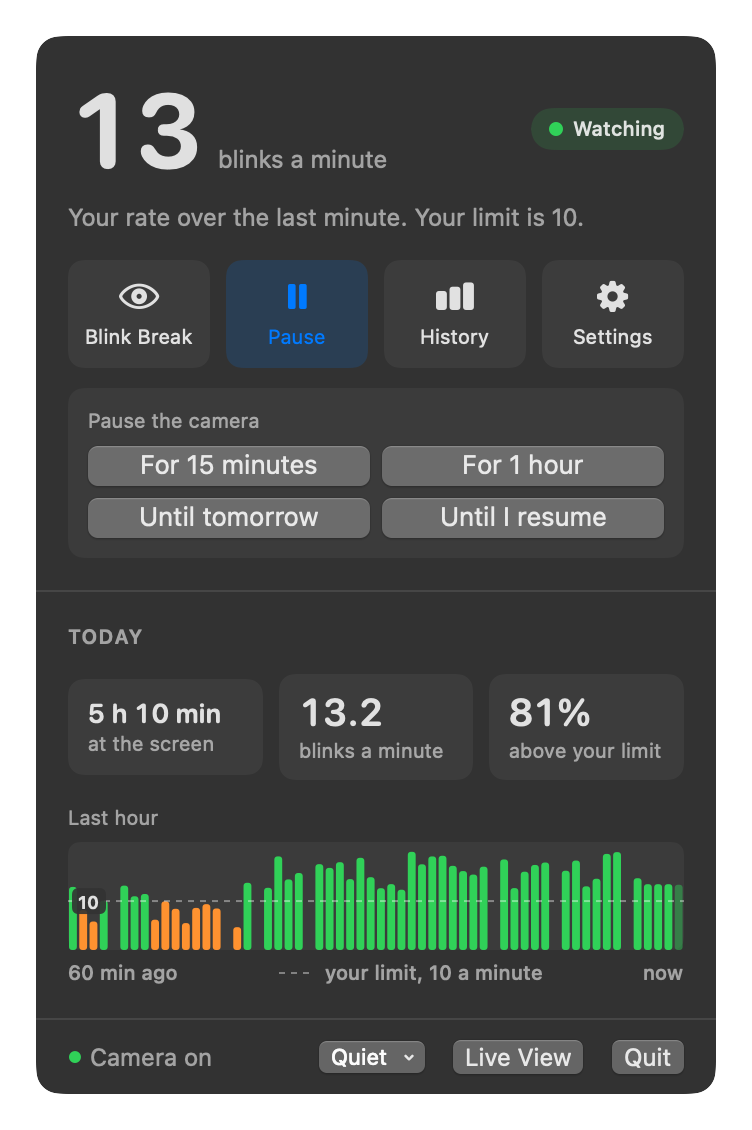 13 blinks a minute
Watching
Your rate over the last minute. Your limit is 10.
Blink Break
Pause
History
Settings
Pause the camera
For 15 minutes
For 1 hour
Until tomorrow
Until I resume
TODAY
5 h 10 min
at the screen
13.2
blinks a minute
81%
above your limit
Last hour
10
60 min ago
your limit, 10 a minute
now
Camera on
Quiet
Live View
Quit